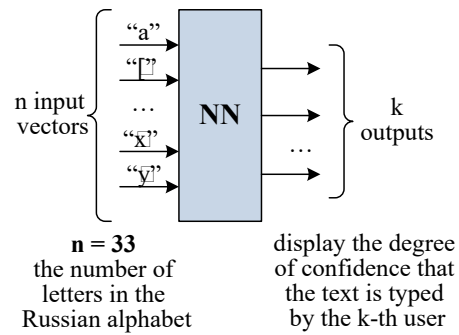 “a”
…
n input
vectors
NN
k
outputs
…
n = 33
the number of
letters in the
Russian alphabet
display the degree
of confidence that
the text is typed
by the k-th user